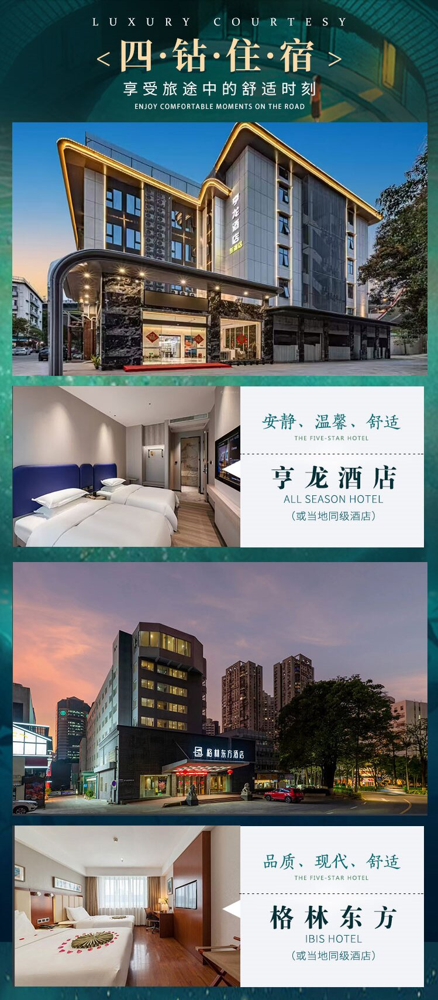 LUXURY COURTESY
<四·钻·住·宿>
享受旅途中的舒适时刻
ENJOY COMFORTABLE MOMENTS ON THE ROAD
亨龙酒店
东湖店
安静、温馨、舒适
THE FIVE-STAR HOTEL
亨龙酒店
ALL SEASON HOTEL
（或当地同级酒店）
格林东方酒店
品质、现代、舒适
THE FIVE-STAR HOTEL
格林东方
IBIS HOTEL
（或当地同级酒店）